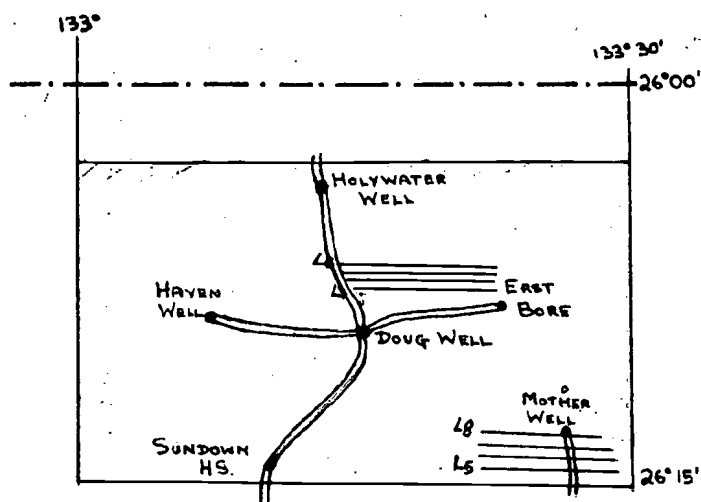 133°
133° 30'
26°00'
HOLYWATER
WELL
HAVEN
WELL
EAST
BORE
DOUG WELL
MOTHER
WELL
L8
L5
SUNDOWN
HS.
26°15'